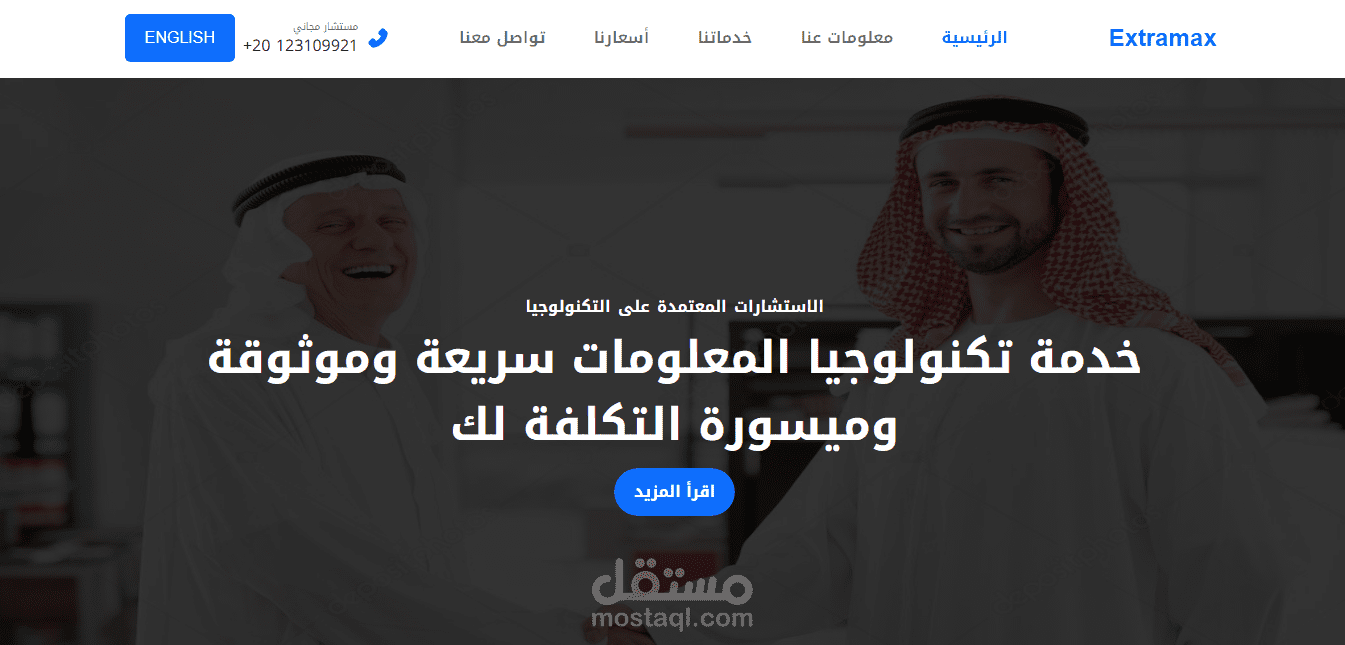 Extramax
الرئيسية
معلومات عنا
خدماتنا
أسعارنا
تواصل معنا
مستشار مجاني
+20 123109921
ENGLISH
الاستشارات المعتمدة على التكنولوجيا
خدمة تكنولوجيا المعلومات سريعة وموثوقة
وميسورة التكلفة لك
اقرأ المزيد
مستقل
mostaql.com